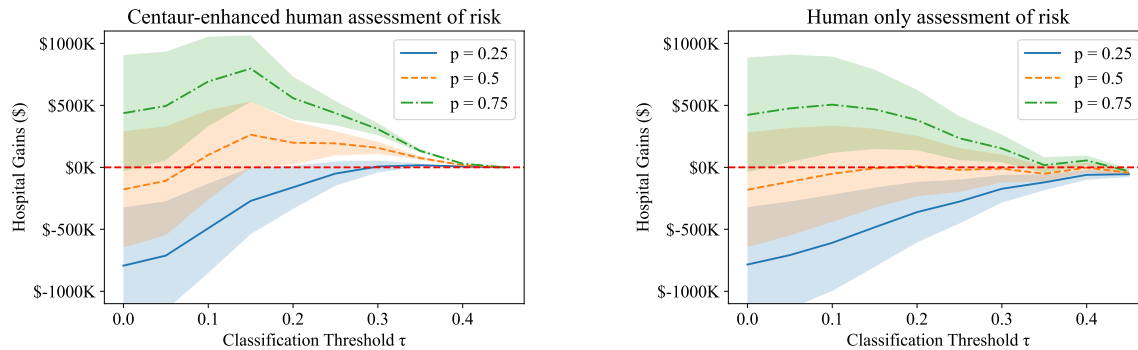 Centaur-enhanced human assessment of risk
$1000K
$500K
$0K
$-500K
$-1000K
Hospital Gains ($)
p = 0.25
p = 0.5
p = 0.75
0.0
0.1
0.2
0.3
0.4
Classification Threshold τ
Human only assessment of risk
$1000K
$500K
$0K
$-500K
$-1000K
Hospital Gains ($)
p = 0.25
p = 0.5
p = 0.75
0.0
0.1
0.2
0.3
0.4
Classification Threshold τ